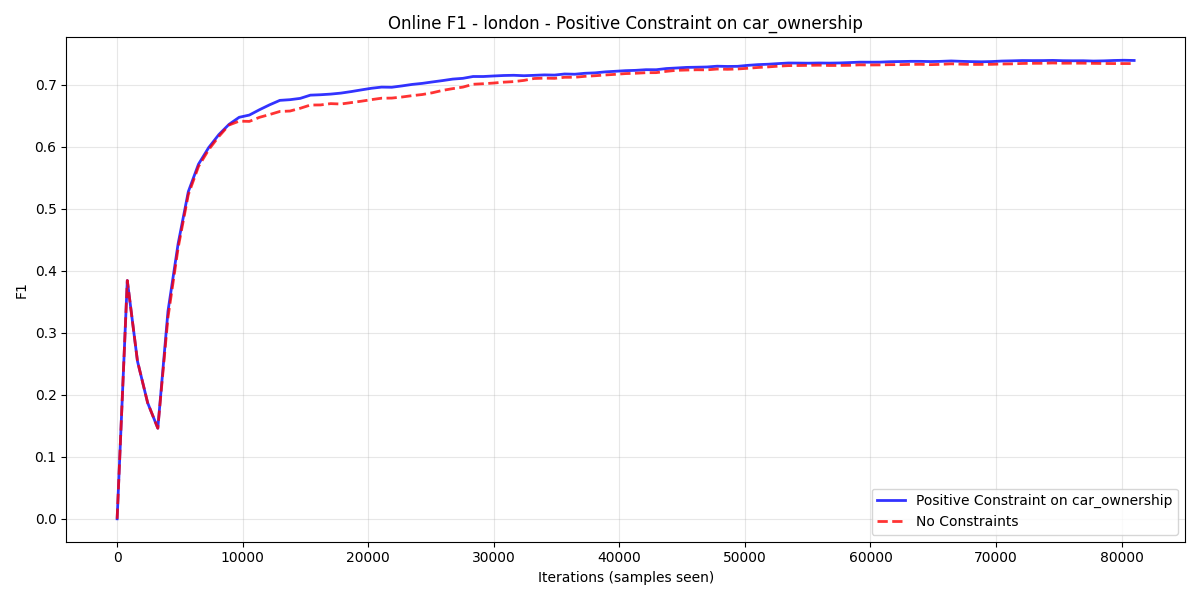 Online F1 - london - Positive Constraint on car_ownership
F1
0.7
0.6
0.5
0.4
0.3
0.2
0.1
0.0
Positive Constraint on car_ownership
No Constraints
0 10000 20000 30000 40000 50000 60000 70000 80000
Iterations (samples seen)